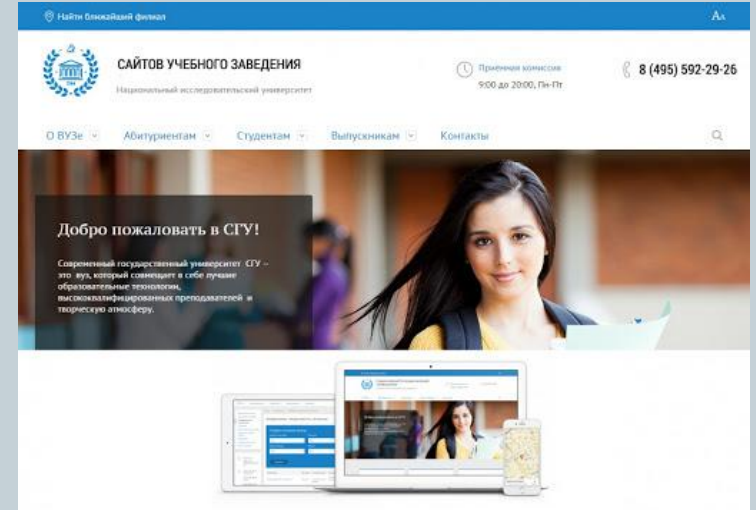 Найти ближайший филиал
Аа
САЙТОВ УЧЕБНОГО ЗАВЕДЕНИЯ
Национальный исследовательский университет
Приемная комиссия
9:00 до 20:00, Пн-Пт
8 (495) 592-29-26
О ВУЗе
Абитуриентам
Студентам
Выпускникам
Контакты
Добро пожаловать в СГУ!
Современный государственный университет СГУ –
это вуз, который совмещает в себе лучшие
образовательные технологии,
высококвалифицированных преподавателей и
творческую атмосферу.